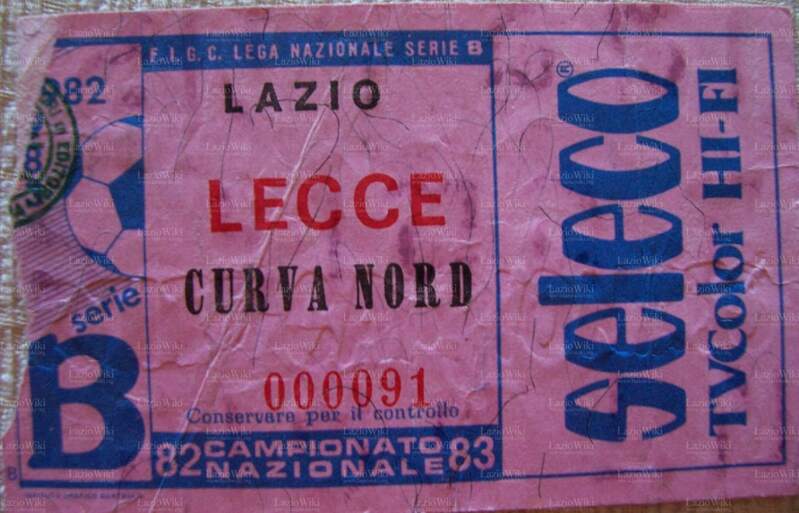 F.I.G.C. LEGA NAZIONALE SERIE B
82
LAZIO
LECCE
CURVA NORD
serie
B
000091
Conservare per il controllo
82 CAMPIONATO NAZIONALE 83
seleco®
TVcolor HI-FI
LazioWiki